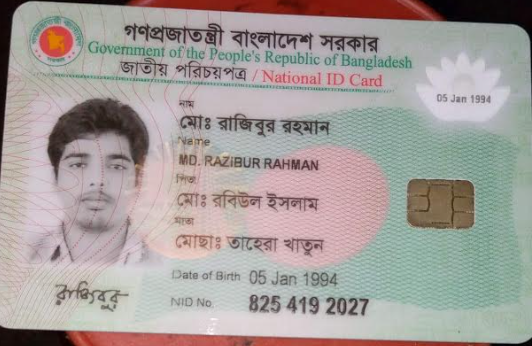 গণপ্রজাতন্ত্রী বাংলাদেশ সরকার
Government of the People's Republic of Bangladesh
জাতীয় পরিচয়পত্র / National ID Card
05 Jan 1994
নাম
মোঃ রাজিবুর রহমান
Name
MD. RAZIBUR RAHMAN
পিতা
মোঃ রবিউল ইসলাম
মাতা
মোছাঃ তাহেরা খাতুন
Date of Birth 05 Jan 1994
রাজিবুর
NID No. 825 419 2027